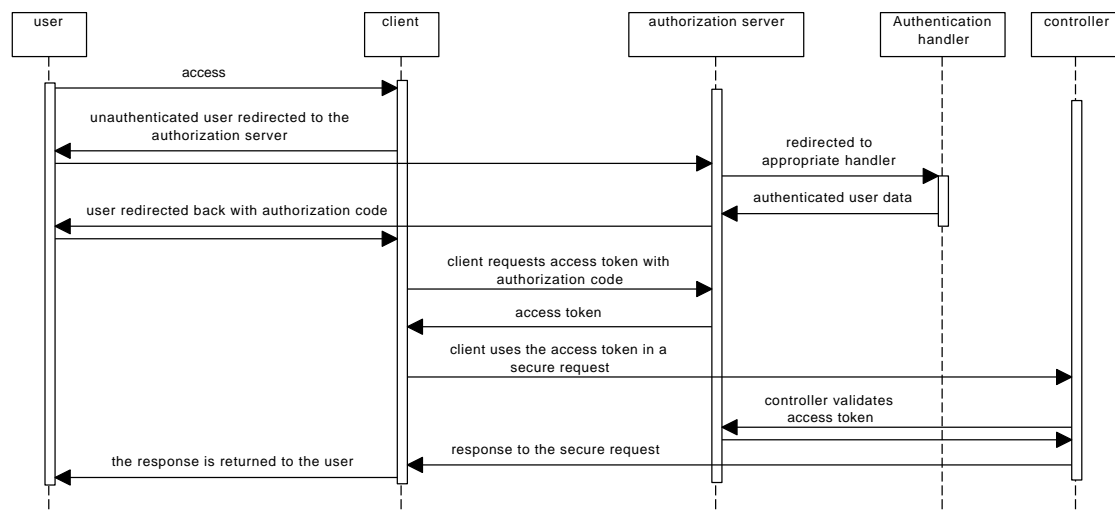 user
client
authorization server
Authentication
handler
controller
access
unauthenticated user redirected to the
authorization server
redirected to
appropriate handler
authenticated user data
user redirected back with authorization code
client requests access token with
authorization code
access token
client uses the access token in a
secure request
controller validates
access token
response to the secure request
the response is returned to the user